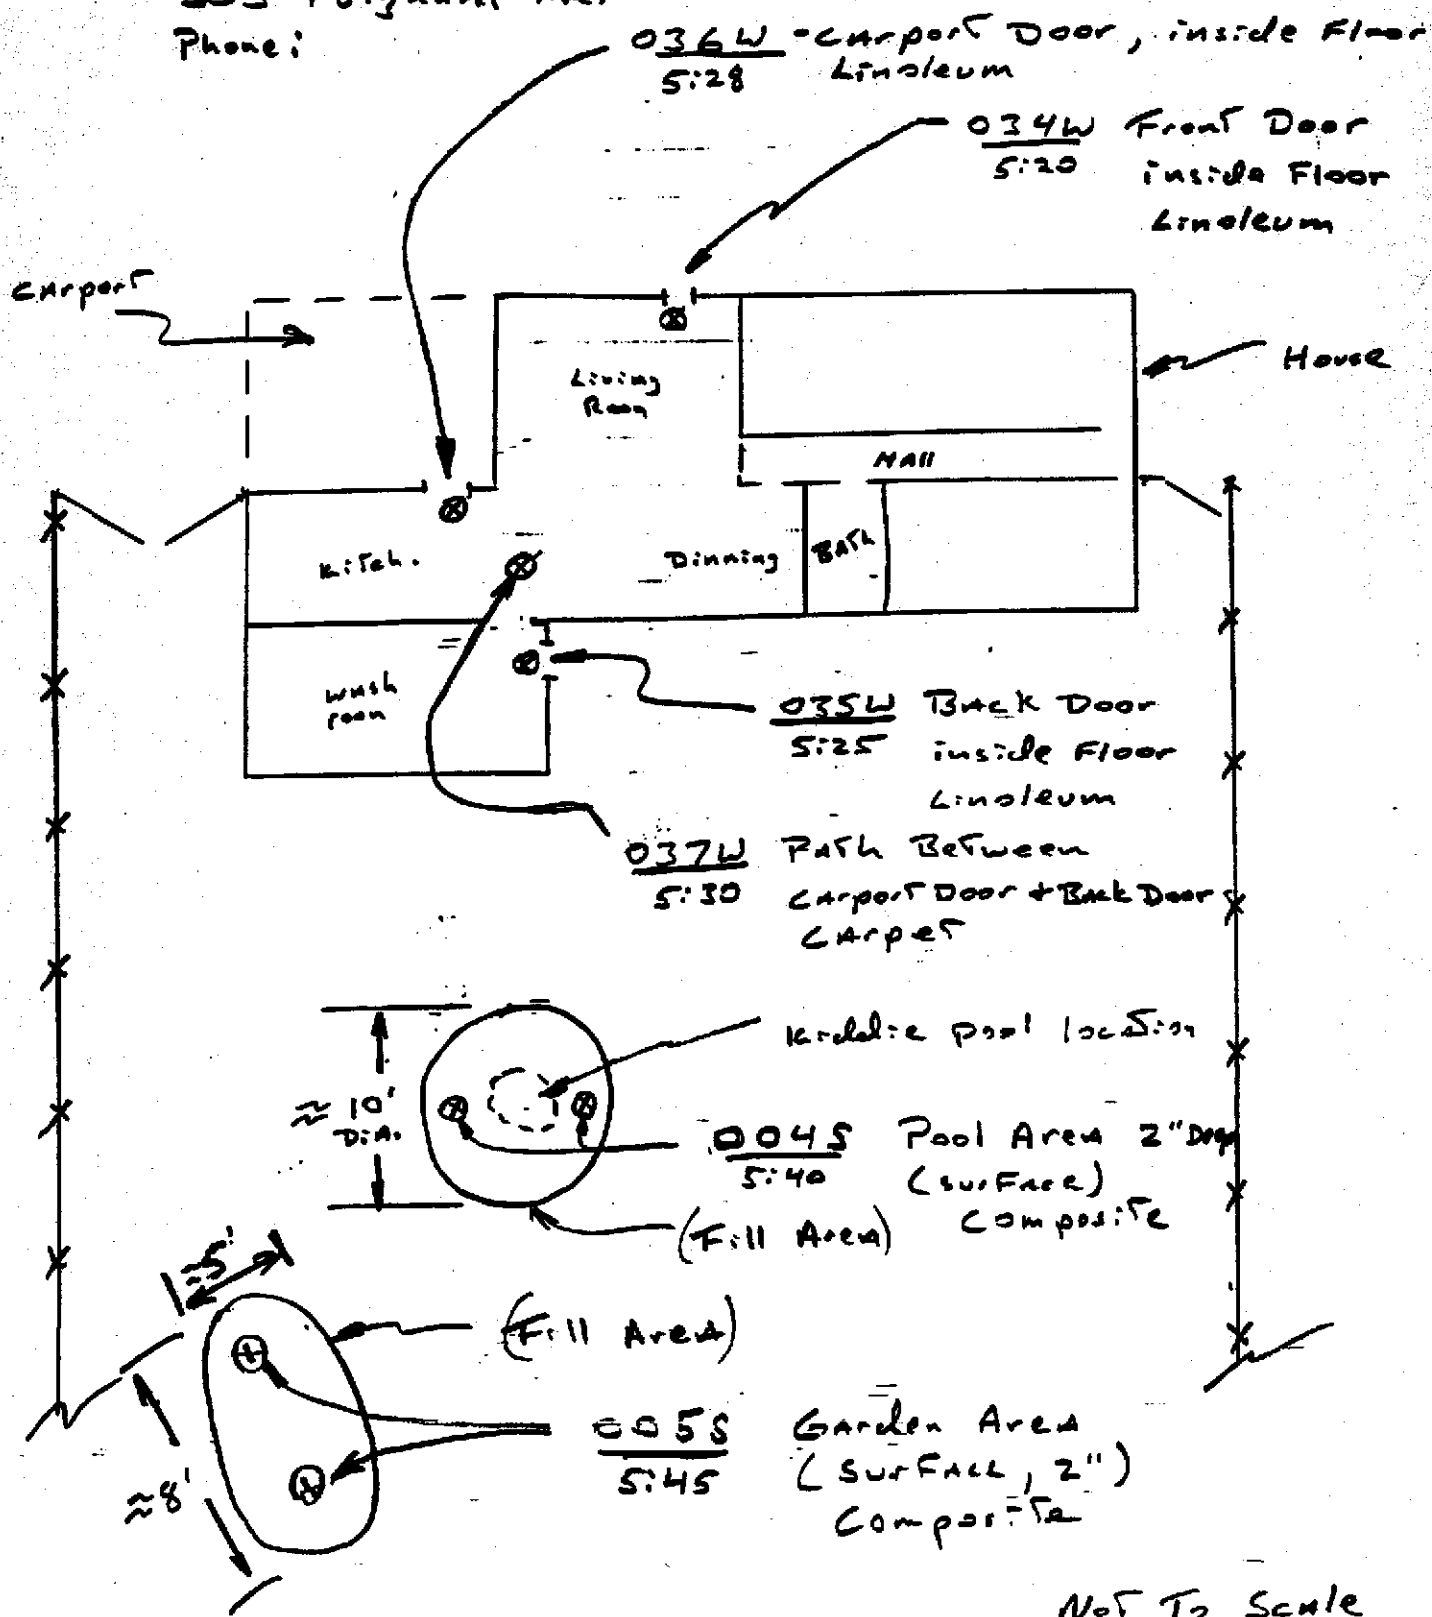 Phone:
036W - Carport Door, inside Floor
5:28 Linoleum
034W Front Door
5:20 inside Floor
Linoleum
Carport
House
Living
Room
Hall
Kitch.
Dinning
Bath
Wash
room
035W Back Door
5:25 inside Floor
Linoleum
037W Path Between
5:30 Carport Door + Back Door
Carpet
Kiddie pool location
≈ 10'
Dia.
004S Pool Area 2" Deep
5:40 (surface)
Composite
(Fill Area)
≈5'
(Fill Area)
005S Garden Area
5:45 (Surface, 2")
Composite
≈8'
Not To Scale